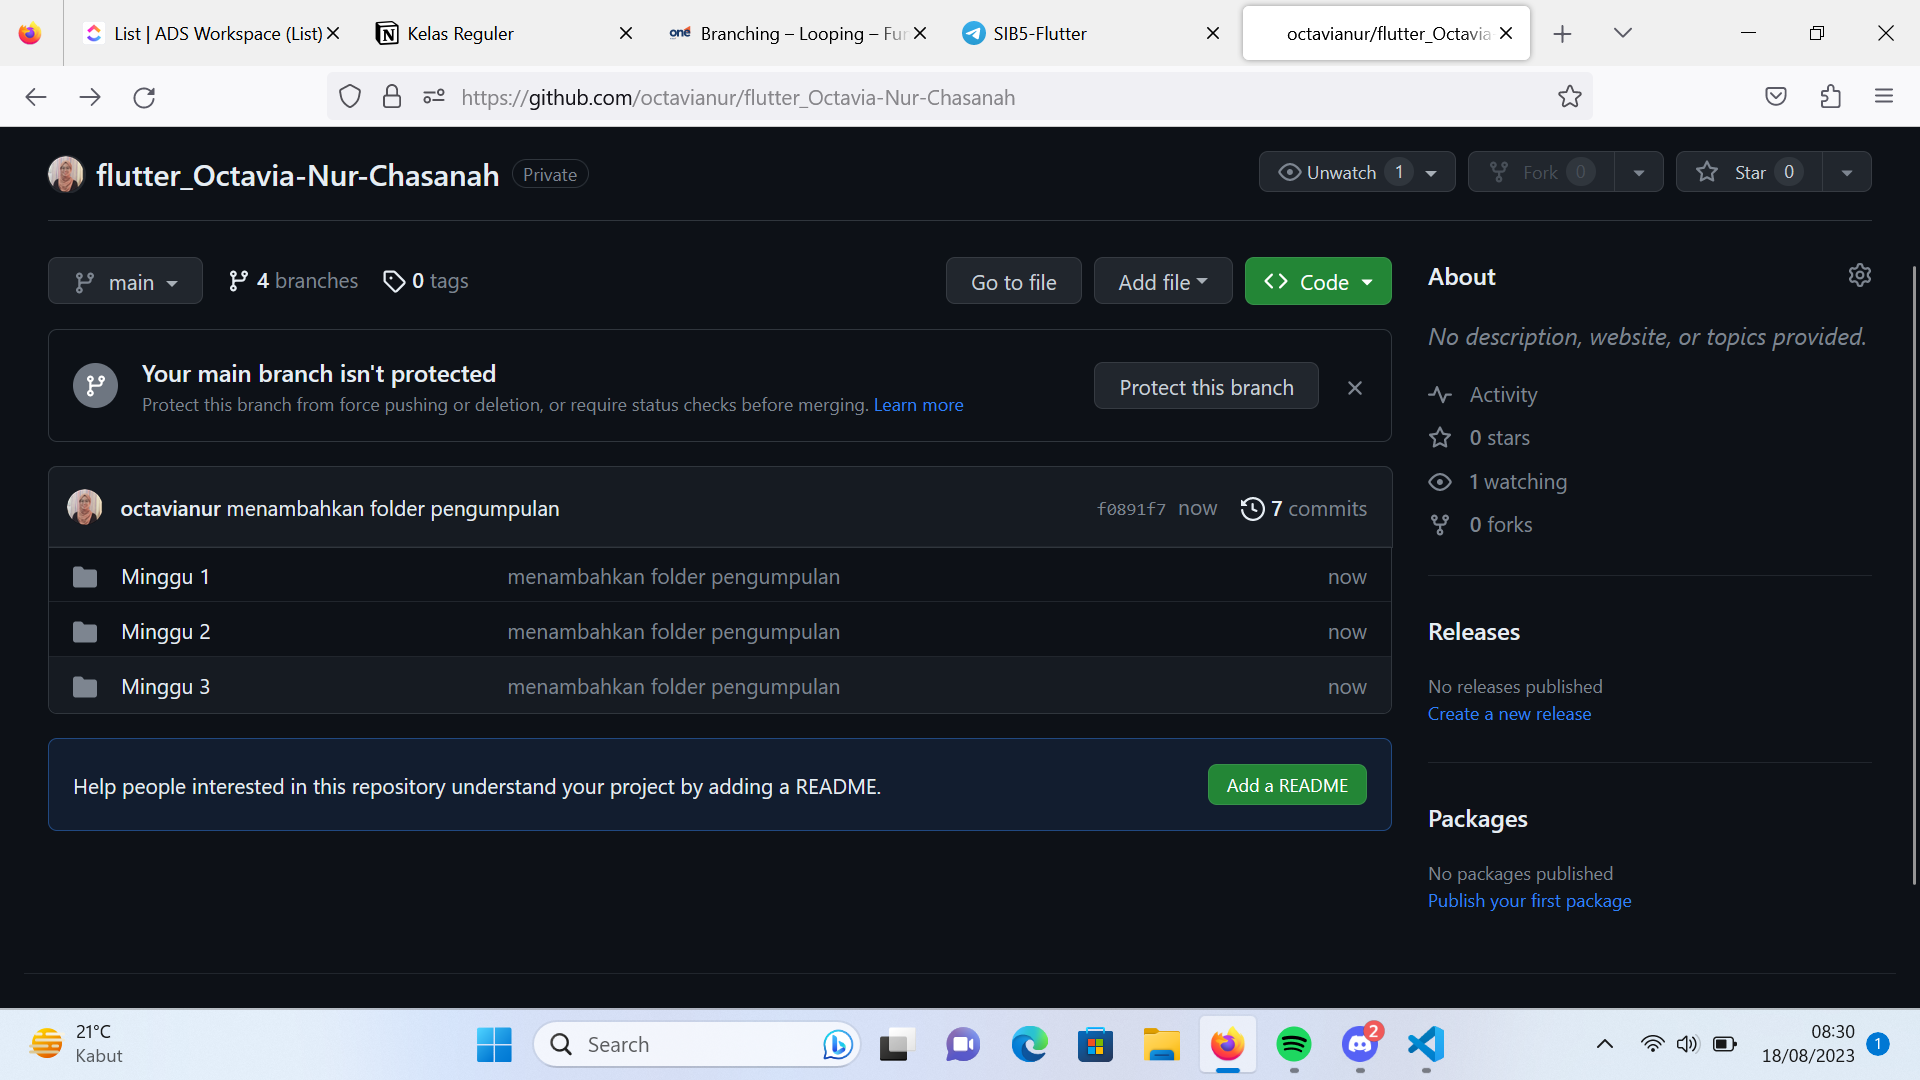 List | ADS Workspace (List)
Kelas Reguler
one
Branching – Looping – Fur
SIB5-Flutter
octavianur/flutter_Octavia-
https://github.com/octavianur/flutter_Octavia-Nur-Chasanah
flutter_Octavia-Nur-Chasanah
Private
Unwatch 1
Fork 0
Star 0
main
4 branches
0 tags
Go to file
Add file
Code
Your main branch isn't protected
Protect this branch from force pushing or deletion, or require status checks before merging. Learn more
Protect this branch
octavianur menambahkan folder pengumpulan
f0891f7 now
7 commits
Minggu 1 menambahkan folder pengumpulan now
Minggu 2 menambahkan folder pengumpulan now
Minggu 3 menambahkan folder pengumpulan now
Help people interested in this repository understand your project by adding a README.
Add a README
About
No description, website, or topics provided.
Activity
0 stars
1 watching
0 forks
Releases
No releases published
Create a new release
Packages
No packages published
Publish your first package
21°C
Kabut
Search
2
08:30
18/08/2023
1